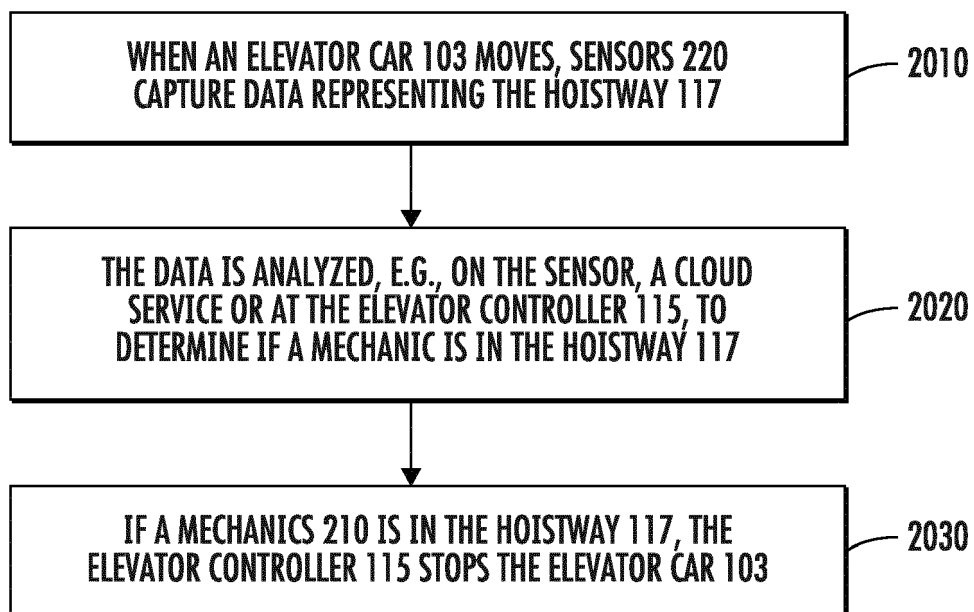 WHEN AN ELEVATOR CAR 103 MOVES, SENSORS 220
CAPTURE DATA REPRESENTING THE HOISTWAY 117
2010
THE DATA IS ANALYZED, E.G., ON THE SENSOR, A CLOUD
SERVICE OR AT THE ELEVATOR CONTROLLER 115, TO
DETERMINE IF A MECHANIC IS IN THE HOISTWAY 117
2020
IF A MECHANICS 210 IS IN THE HOISTWAY 117, THE
ELEVATOR CONTROLLER 115 STOPS THE ELEVATOR CAR 103
2030